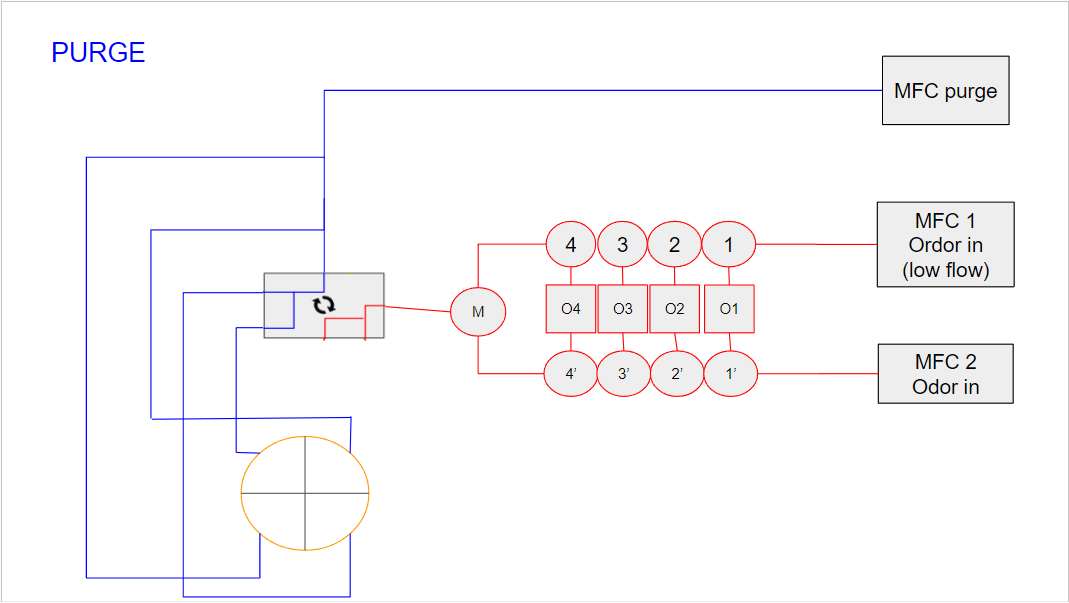 PURGE
MFC purge
MFC 1
Ordor in
(low flow)
4 3 2 1
M
O4 O3 O2 O1
4’ 3’ 2’ 1’
MFC 2
Odor in